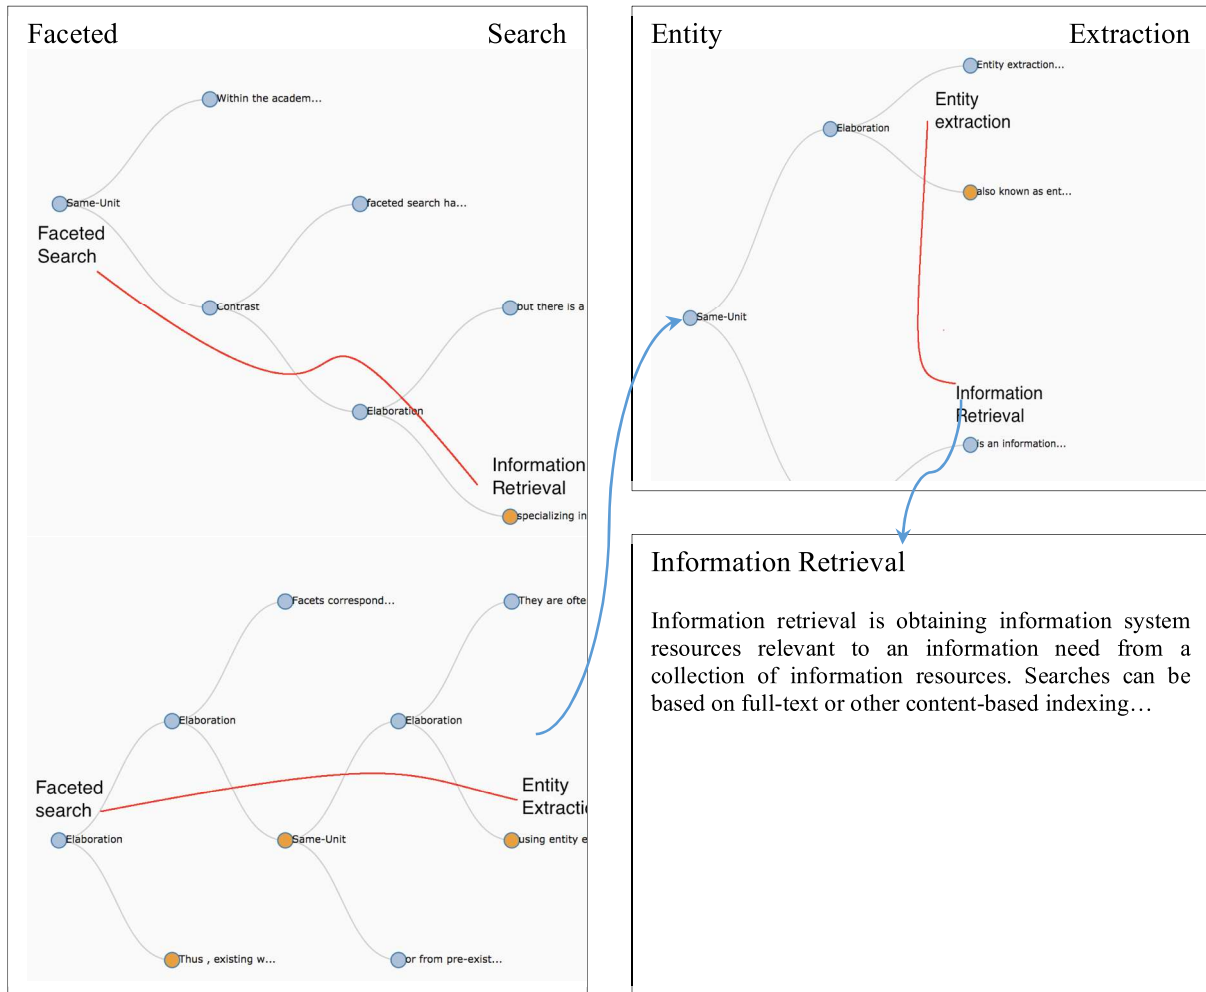 Faceted Search
Within the academ...
Same-Unit
faceted search ha...
Faceted
Search
Contrast
but there is a
Elaboration
Information
Retrieval
specializing in
Facets correspond...
They are ofte
Elaboration
Elaboration
Faceted
search
Entity
Extracti
Elaboration
Same-Unit
using entity e
Thus , existing w...
or from pre-exist...
Entity Extraction
Entity extraction...
Entity
extraction
Elaboration
also known as ent...
Same-Unit
Information
Retrieval
is an information...
Information Retrieval
Information retrieval is obtaining information system
resources relevant to an information need from a
collection of information resources. Searches can be
based on full-text or other content-based indexing…